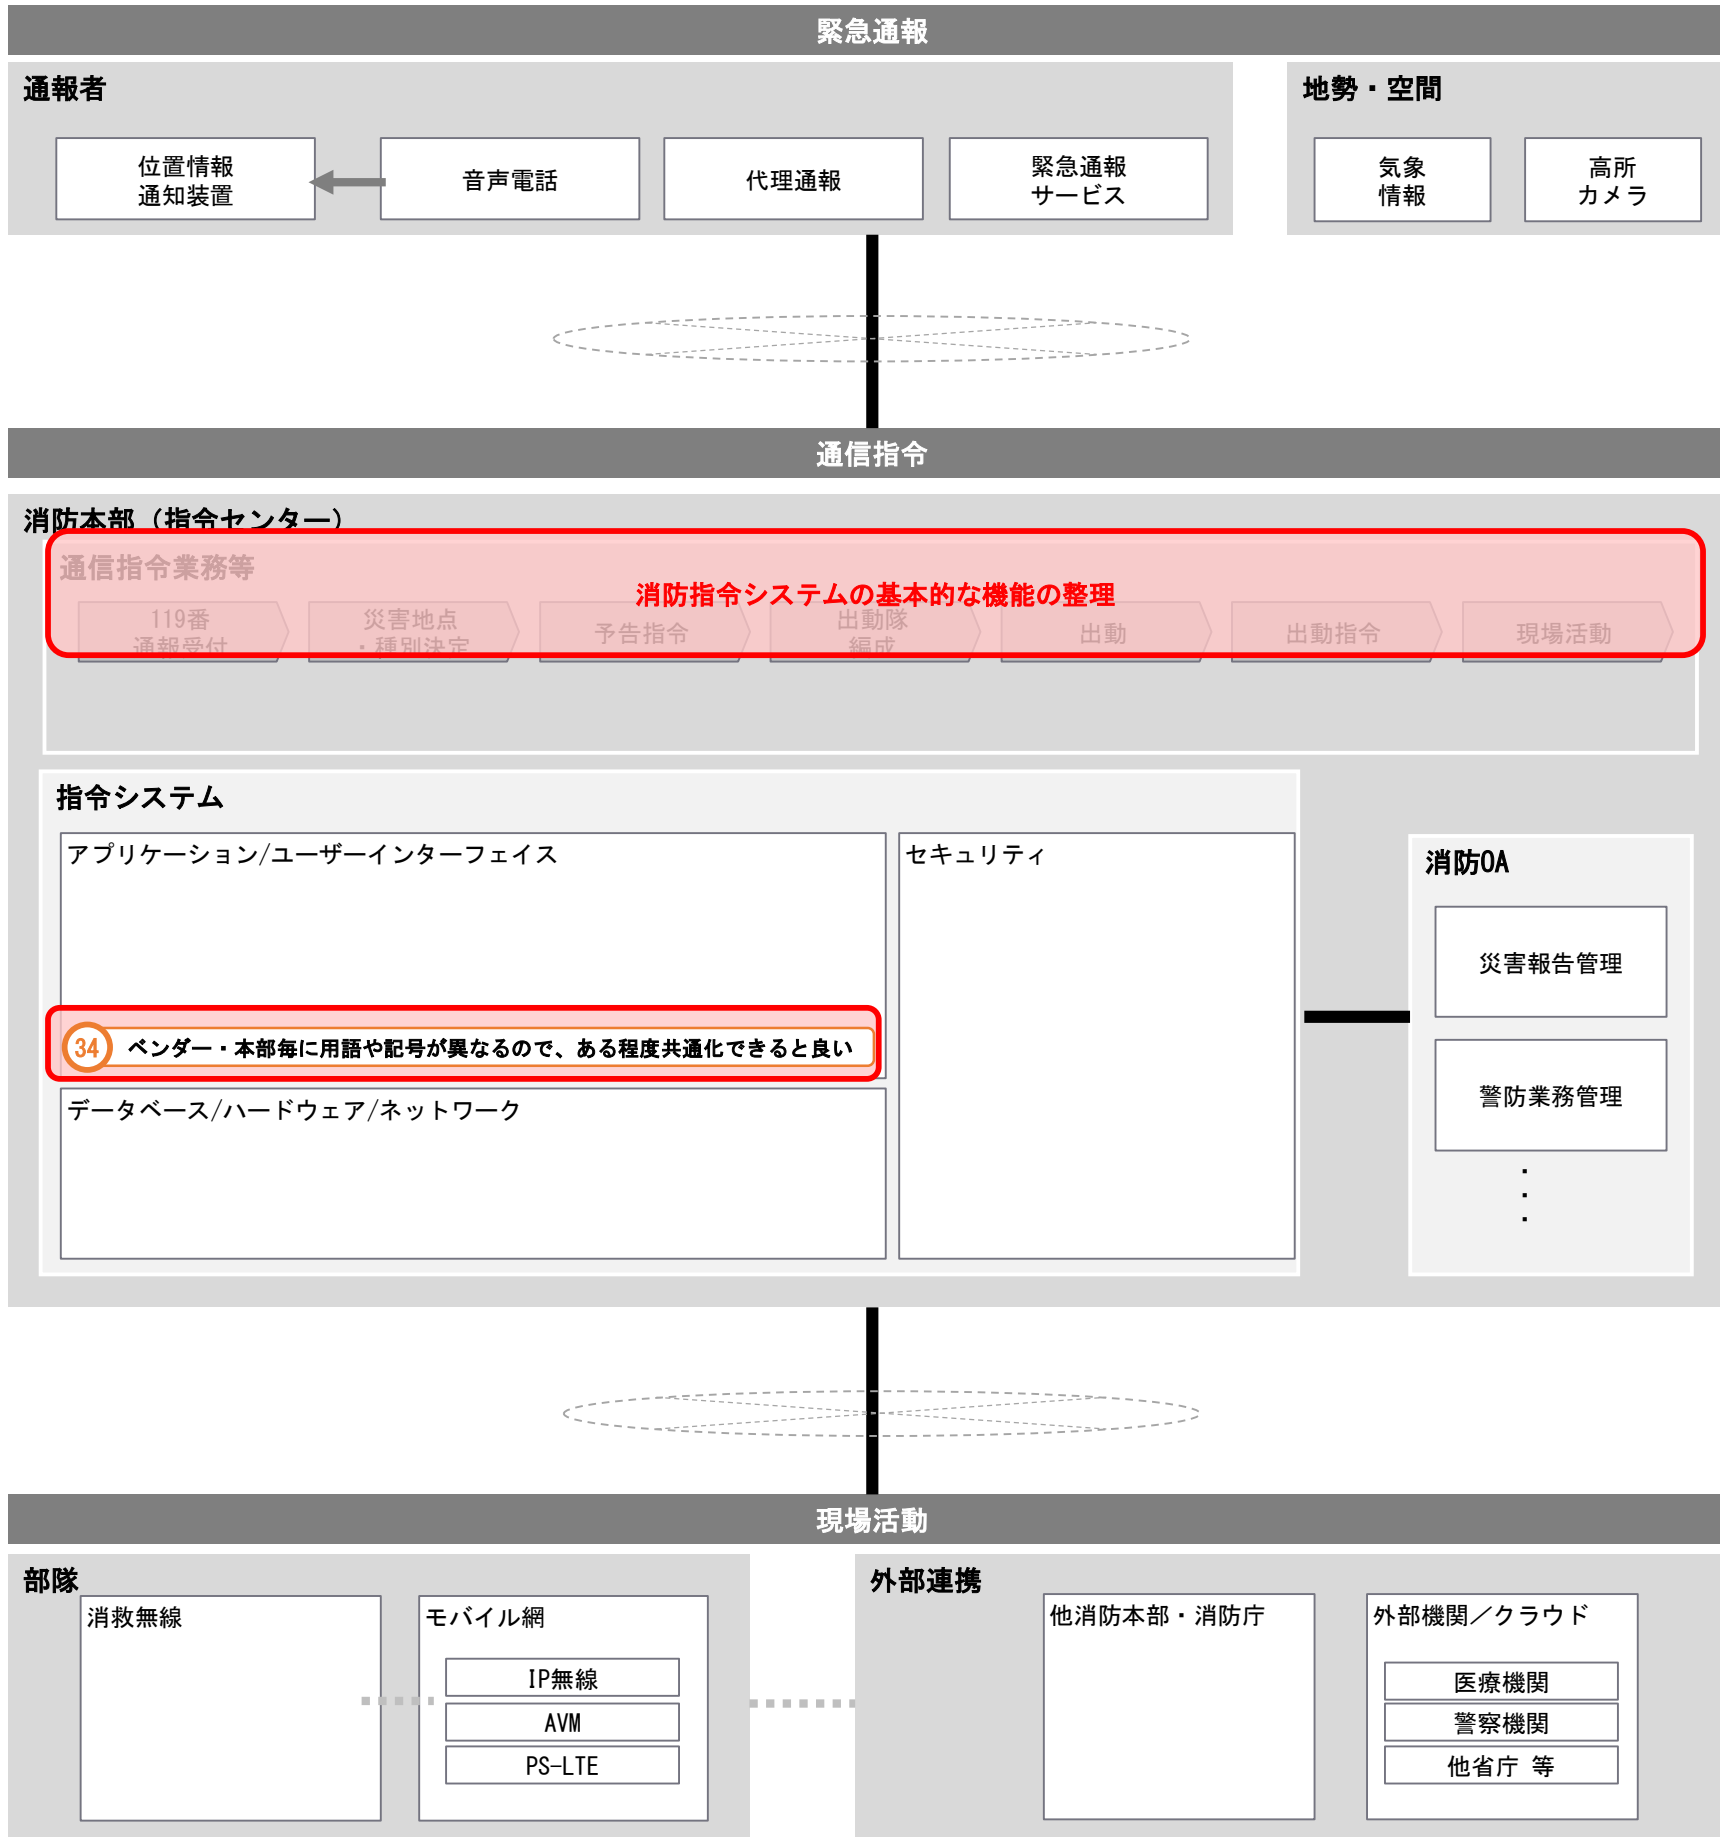 緊急通報
通報者
位置情報
通知装置
音声電話
代理通報
緊急通報
サービス
地勢・空間
気象
情報
高所
カメラ
通信指令
消防本部（指令センター）
通信指令業務等
消防指令システムの基本的な機能の整理
119番
通報受付
災害地点
・種別決定
予告指令
出動隊
編成
出動
出動指令
現場活動
指令システム
アプリケーション/ユーザーインターフェイス
34 ベンダー・本部毎に用語や記号が異なるので、ある程度共通化できると良い
データベース/ハードウェア/ネットワーク
セキュリティ
消防OA
災害報告管理
警防業務管理
・
・
・
現場活動
部隊
消救無線
モバイル網
IP無線
AVM
PS-LTE
外部連携
他消防本部・消防庁
外部機関／クラウド
医療機関
警察機関
他省庁 等